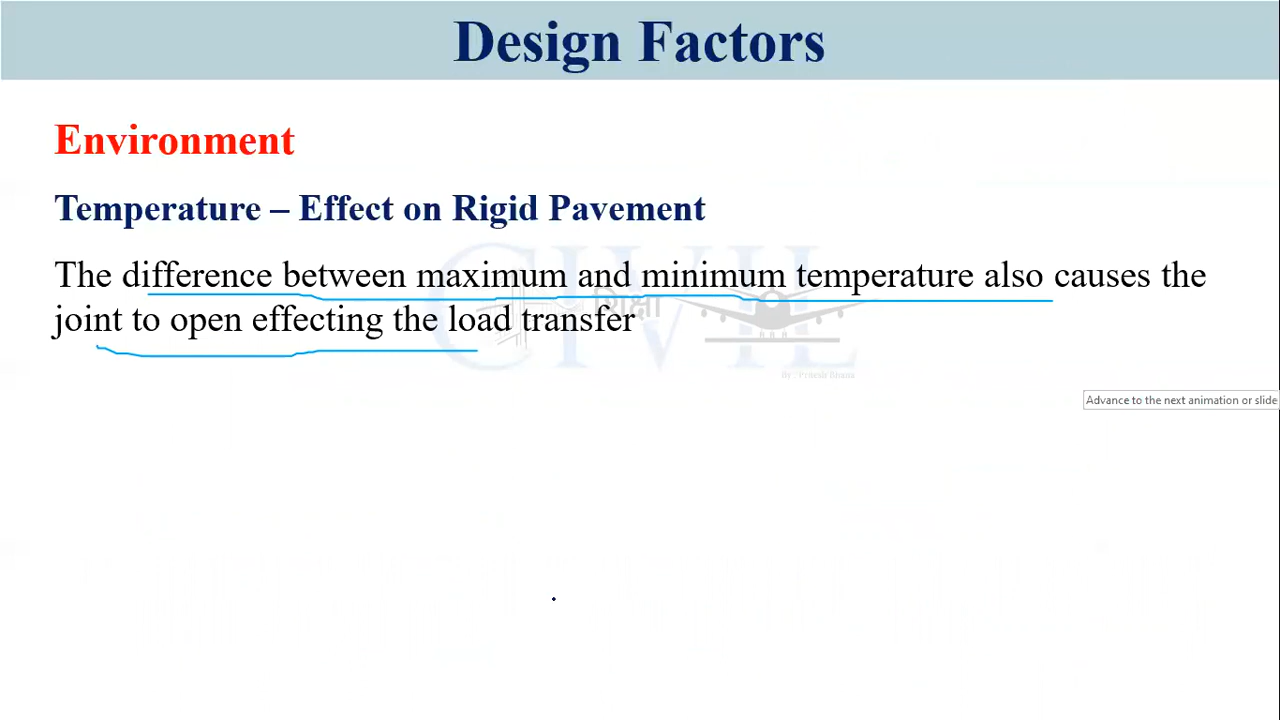 Design Factors
Environment
Temperature – Effect on Rigid Pavement
The difference between maximum and minimum temperature also causes the
joint to open effecting the load transfer
CIVIL
शिक्षा
Advance to the next animation or slide